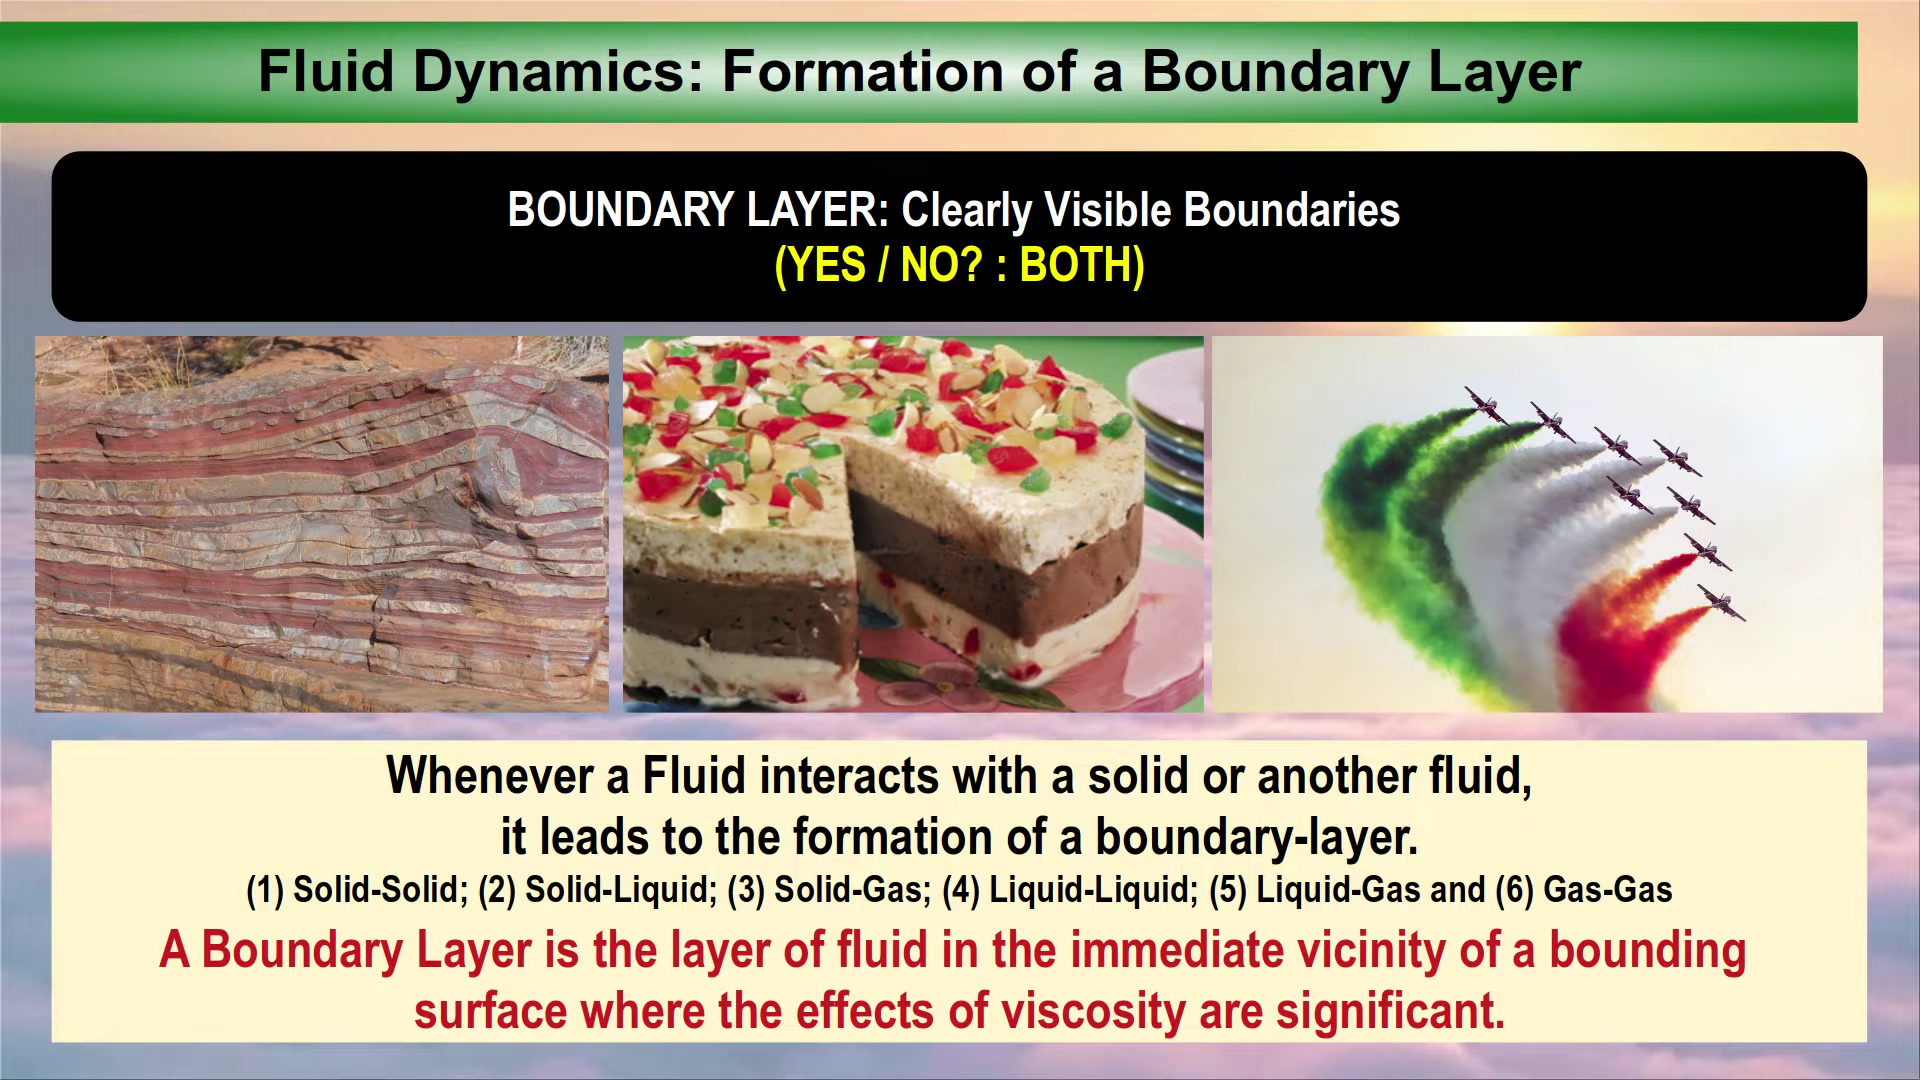 Fluid Dynamics: Formation of a Boundary Layer
BOUNDARY LAYER: Clearly Visible Boundaries
(YES / NO? : BOTH)
Whenever a Fluid interacts with a solid or another fluid,
it leads to the formation of a boundary-layer.
(1) Solid-Solid; (2) Solid-Liquid; (3) Solid-Gas; (4) Liquid-Liquid; (5) Liquid-Gas and (6) Gas-Gas
A Boundary Layer is the layer of fluid in the immediate vicinity of a bounding
surface where the effects of viscosity are significant.